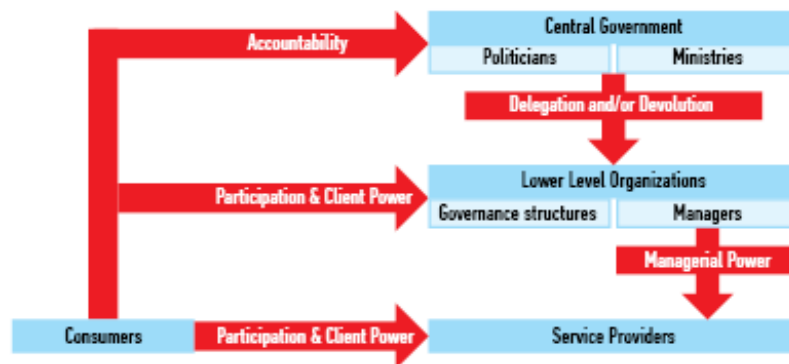 Central Government
Accountability
Politicians
Ministries
Delegation and/or Devolution
Lower Level Organizations
Participation & Client Power
Governance structures
Managers
Managerial Power
Consumers
Participation & Client Power
Service Providers